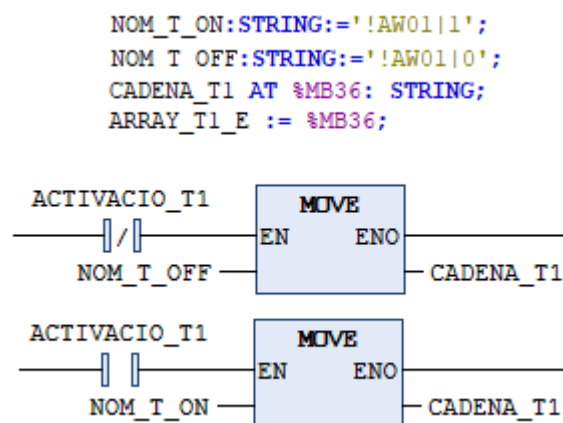 NOM_T_ON:STRING:='!AW01|1';
NOM T OFF:STRING:='!AW01|0';
CADENA_T1 AT %MB36: STRING;
ARRAY_T1_E := %MB36;
ACTIVACIO_T1
MOVE
/
EN ENO
NOM_T_OFF
CADENA_T1
ACTIVACIO_T1
MOVE
EN ENO
NOM_T_ON
CADENA_T1